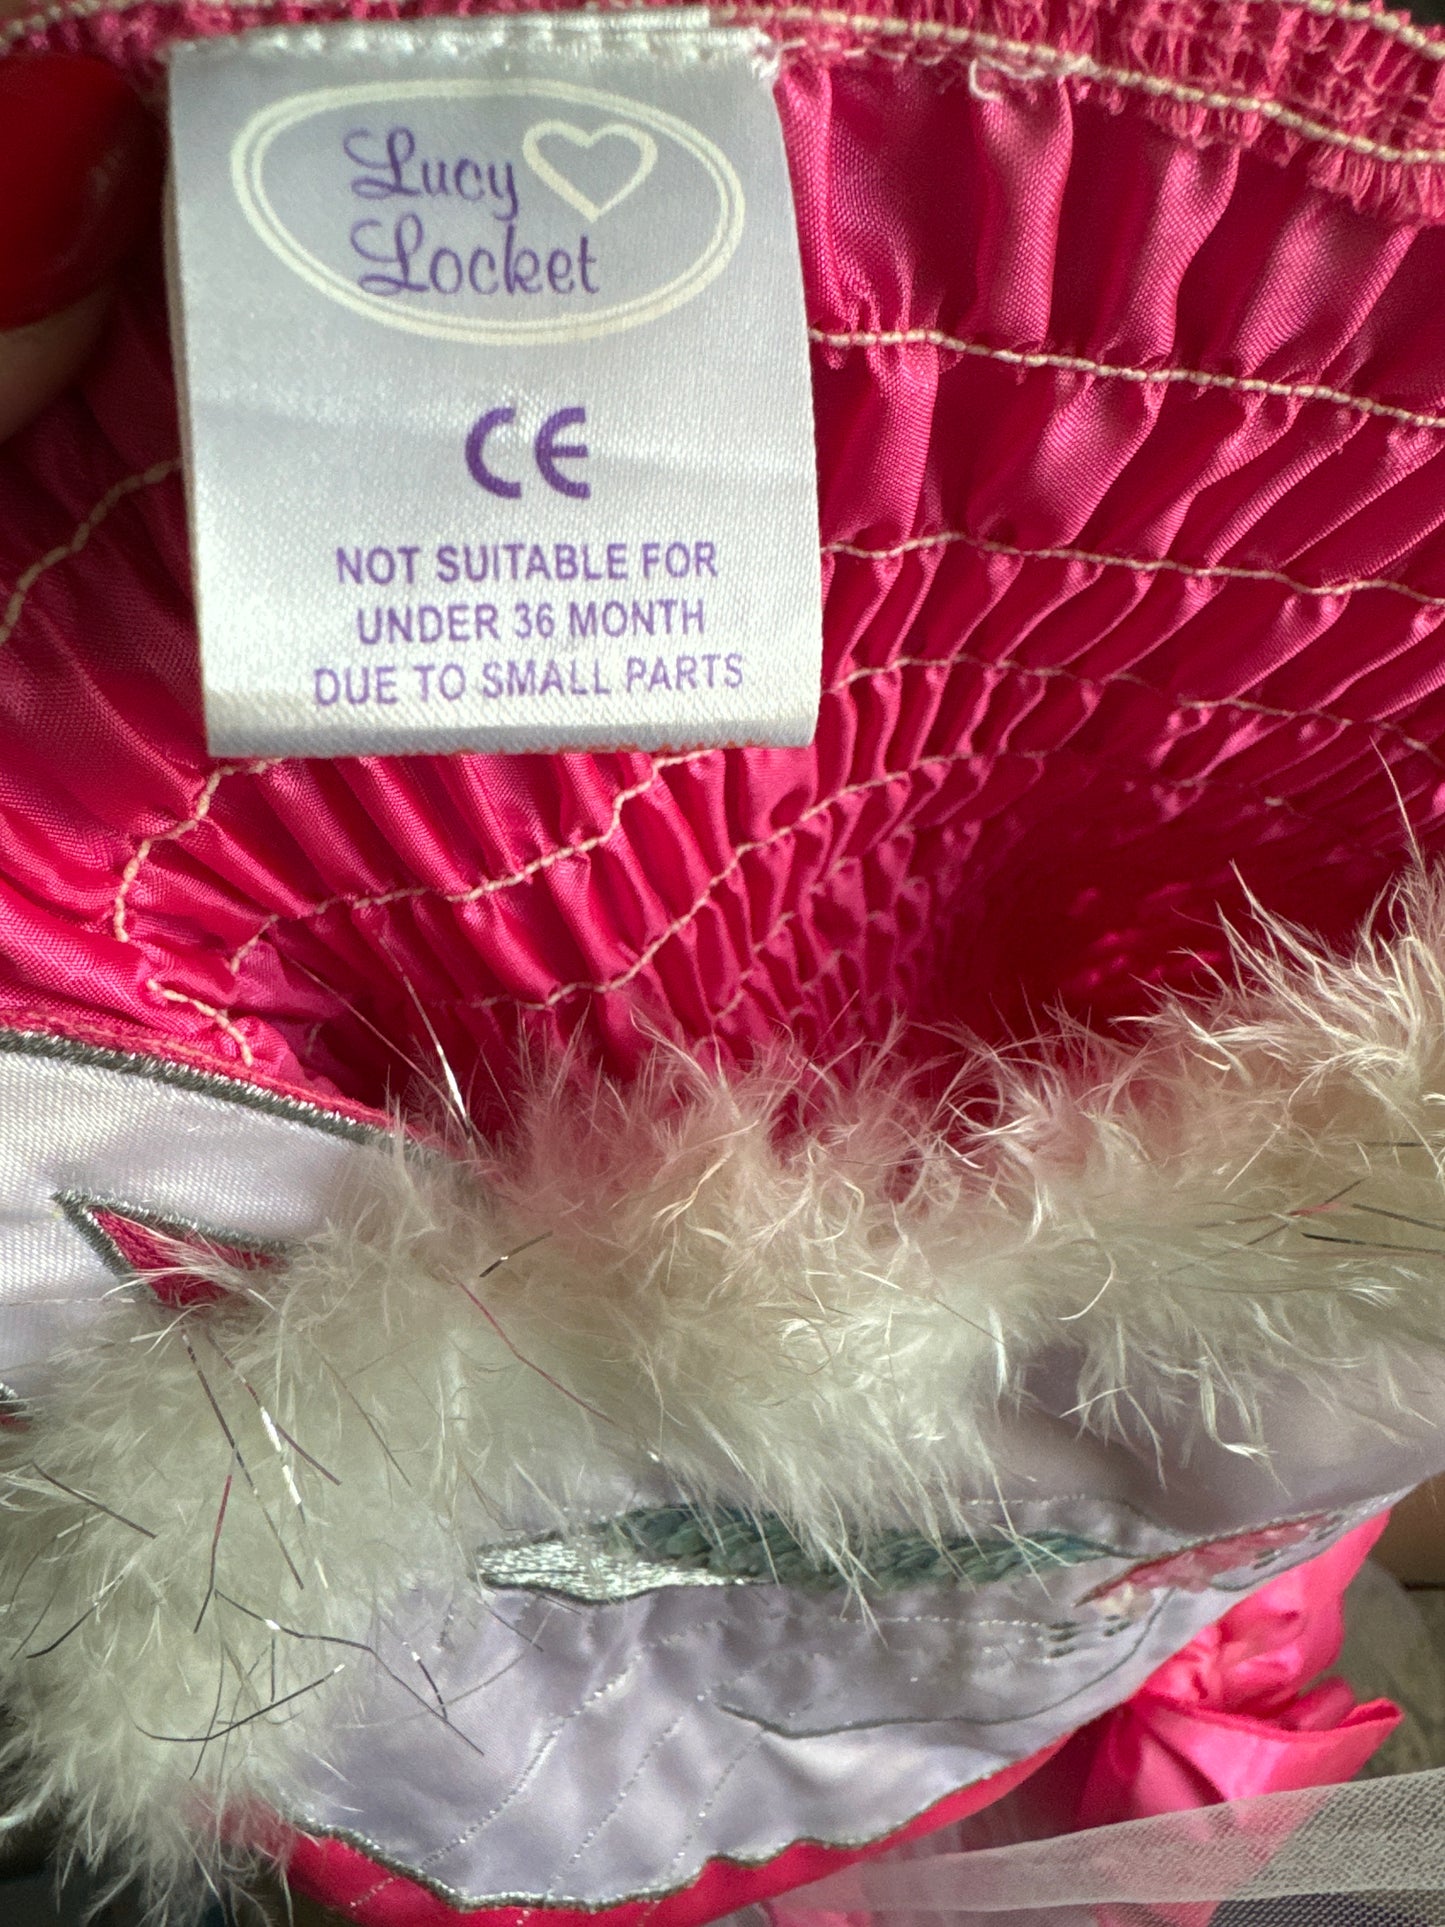 Lucy
Locket
CE
NOT SUITABLE FOR
UNDER 36 MONTH
DUE TO SMALL PARTS